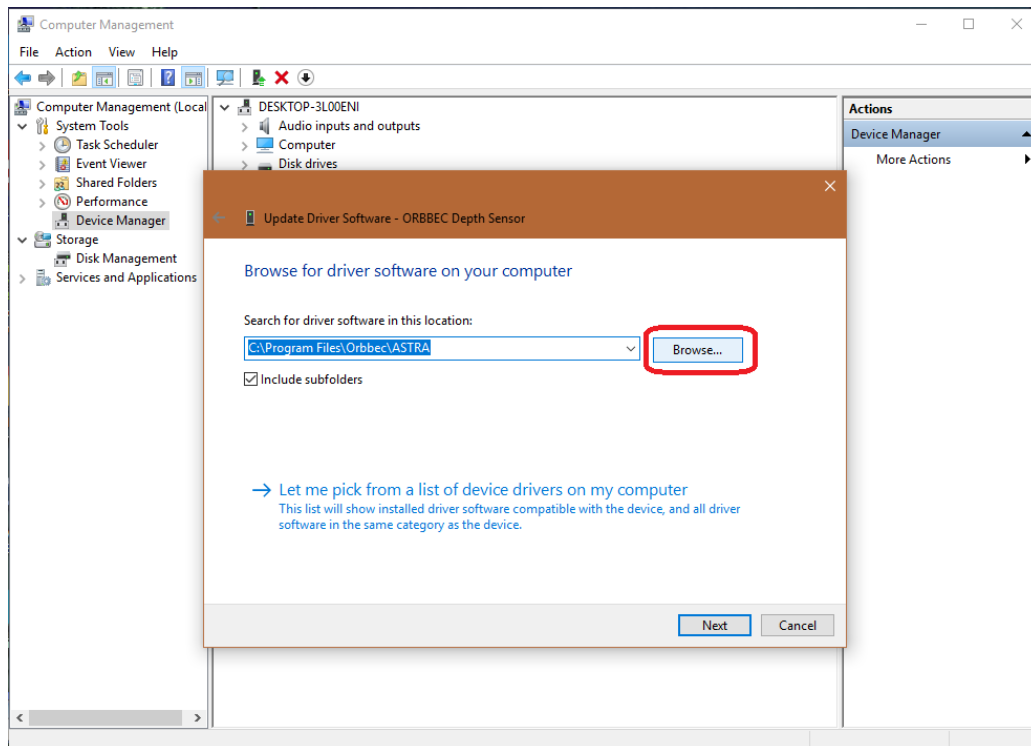 Computer Management
File Action View Help
Computer Management (Local
System Tools
Task Scheduler
Event Viewer
Shared Folders
Performance
Device Manager
Storage
Disk Management
Services and Applications
DESKTOP-3L00ENI
Audio inputs and outputs
Computer
Disk drives
Actions
Device Manager
More Actions
Update Driver Software - ORBBEC Depth Sensor
Browse for driver software on your computer
Search for driver software in this location:
C:\Program Files\Orbbec\ASTRA
Browse...
Include subfolders
Let me pick from a list of device drivers on my computer
This list will show installed driver software compatible with the device, and all driver
software in the same category as the device.
Next Cancel